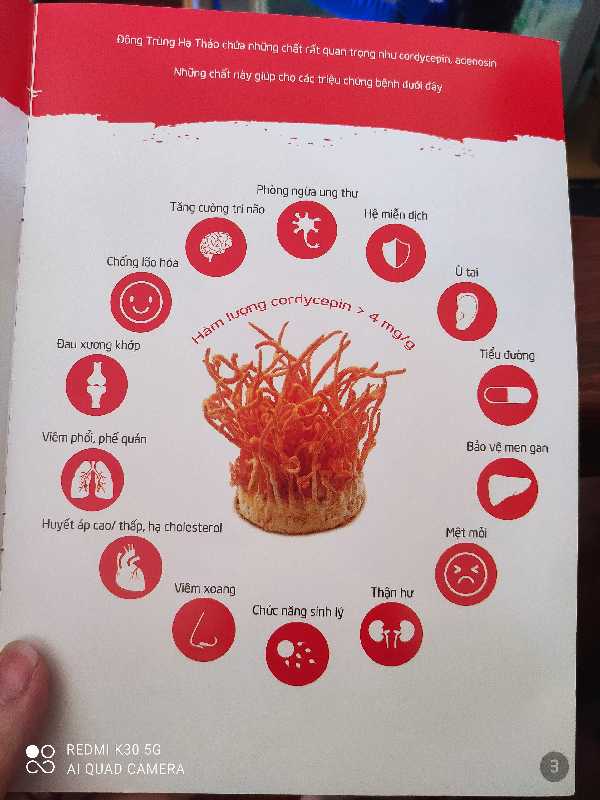 Đông Trùng Hạ Thảo chứa những chất rất quan trọng như cordycepin, adenosin
Những chất này giúp cho các triệu chứng bệnh dưới đây
Phòng ngừa ung thư
Tăng cường trí não
Hệ miễn dịch
Chống lão hóa
Ù tai
Hàm lượng cordycepin > 4 mg/g
Đau xương khớp
Tiểu đường
Viêm phổi, phế quản
Bảo vệ men gan
Huyết áp cao/ thấp, hạ cholesterol
Mệt mỏi
Viêm xoang
Thận hư
Chức năng sinh lý
3
REDMI K30 5G
AI QUAD CAMERA